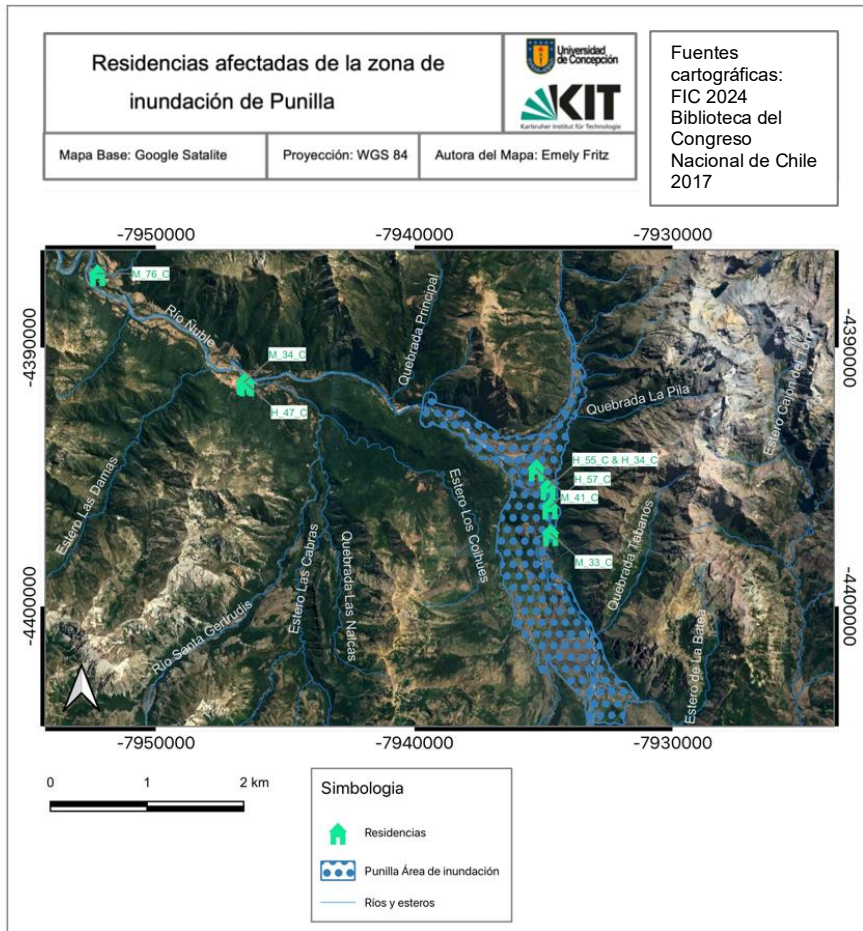 Residencias afectadas de la zona de
inundación de Punilla
Universidad
de Concepción
KIT
Karlsruher Institut für Technologie
Mapa Base: Google Satalite
Proyección: WGS 84
Autora del Mapa: Emely Fritz
Fuentes
cartográficas:
FIC 2024
Biblioteca del
Congreso
Nacional de Chile
2017
-7950000
-7940000
-7930000
-4390000
-4390000
-4400000
-4400000
M_76_C
Río Ñuble
M_34_C
H_47_C
Quebrada Principal
Quebrada La Pila
Estero Cajón del Toro
H_55_C & H_34_C
H_57_C
M_41_C
M_33_C
Estero Las Damas
Estero Los Coihues
Quebrada Tabanos
Estero Las Cabras
Quebrada Las Nalcas
Río Santa Gertrudis
Estero de La Batea
-7950000
-7940000
-7930000
0
1
2 km
Simbologia
Residencias
Punilla Área de inundación
Ríos y esteros